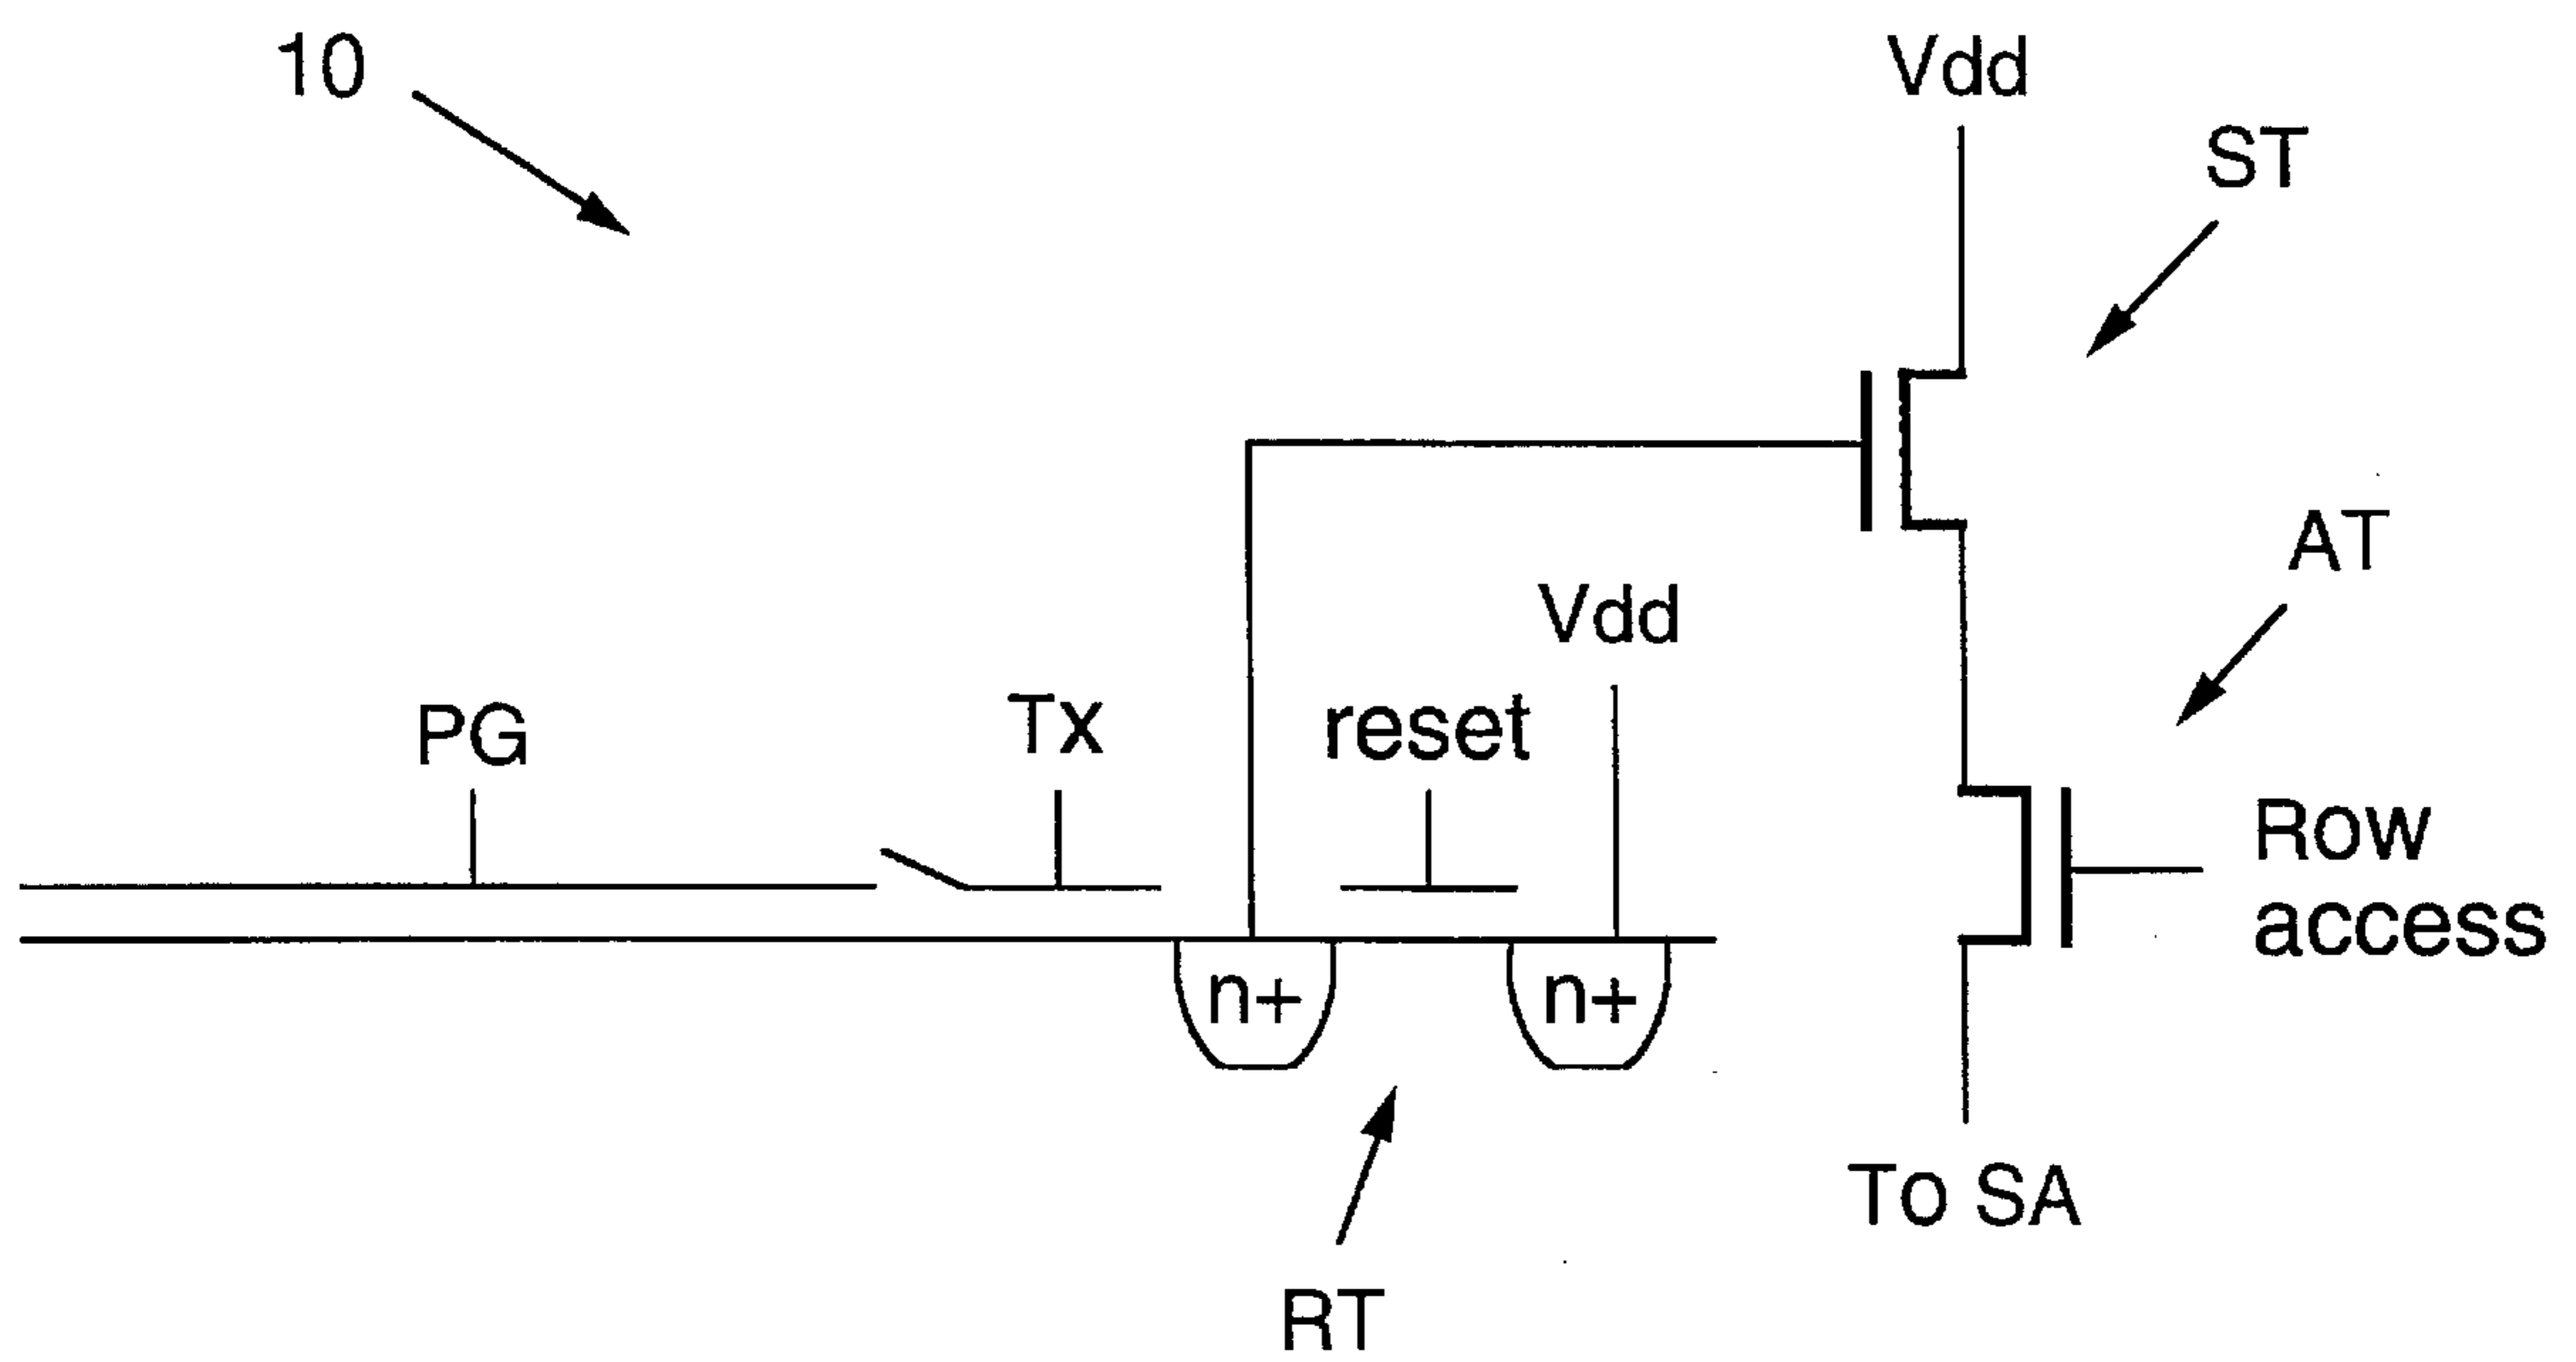 10
Vdd
ST
AT
Vdd
PG
Tx
reset
Row
access
n+
n+
To SA
RT